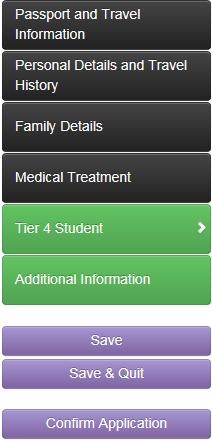 Passport and Travel
Information
Personal Details and Travel
History
Family Details
Medical Treatment
Tier 4 Student
Additional Information
Save
Save & Quit
Confirm Application